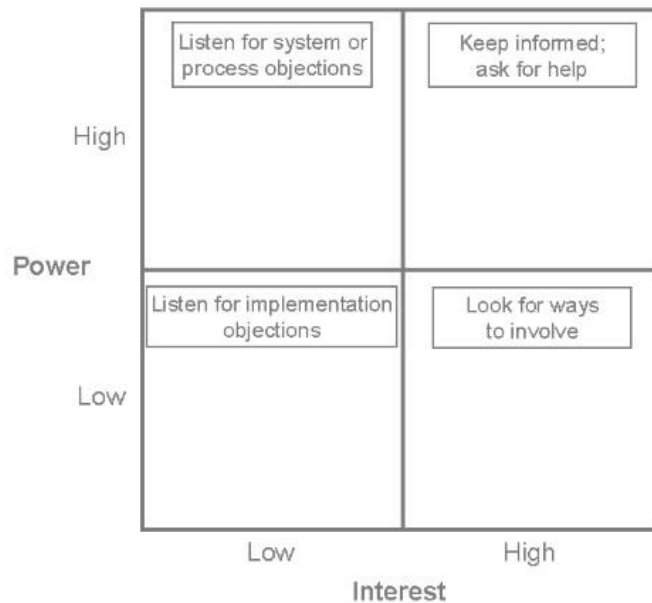 Listen for system or
process objections
Keep informed;
ask for help
High
Power
Listen for implementation
objections
Look for ways
to involve
Low
Low
High
Interest